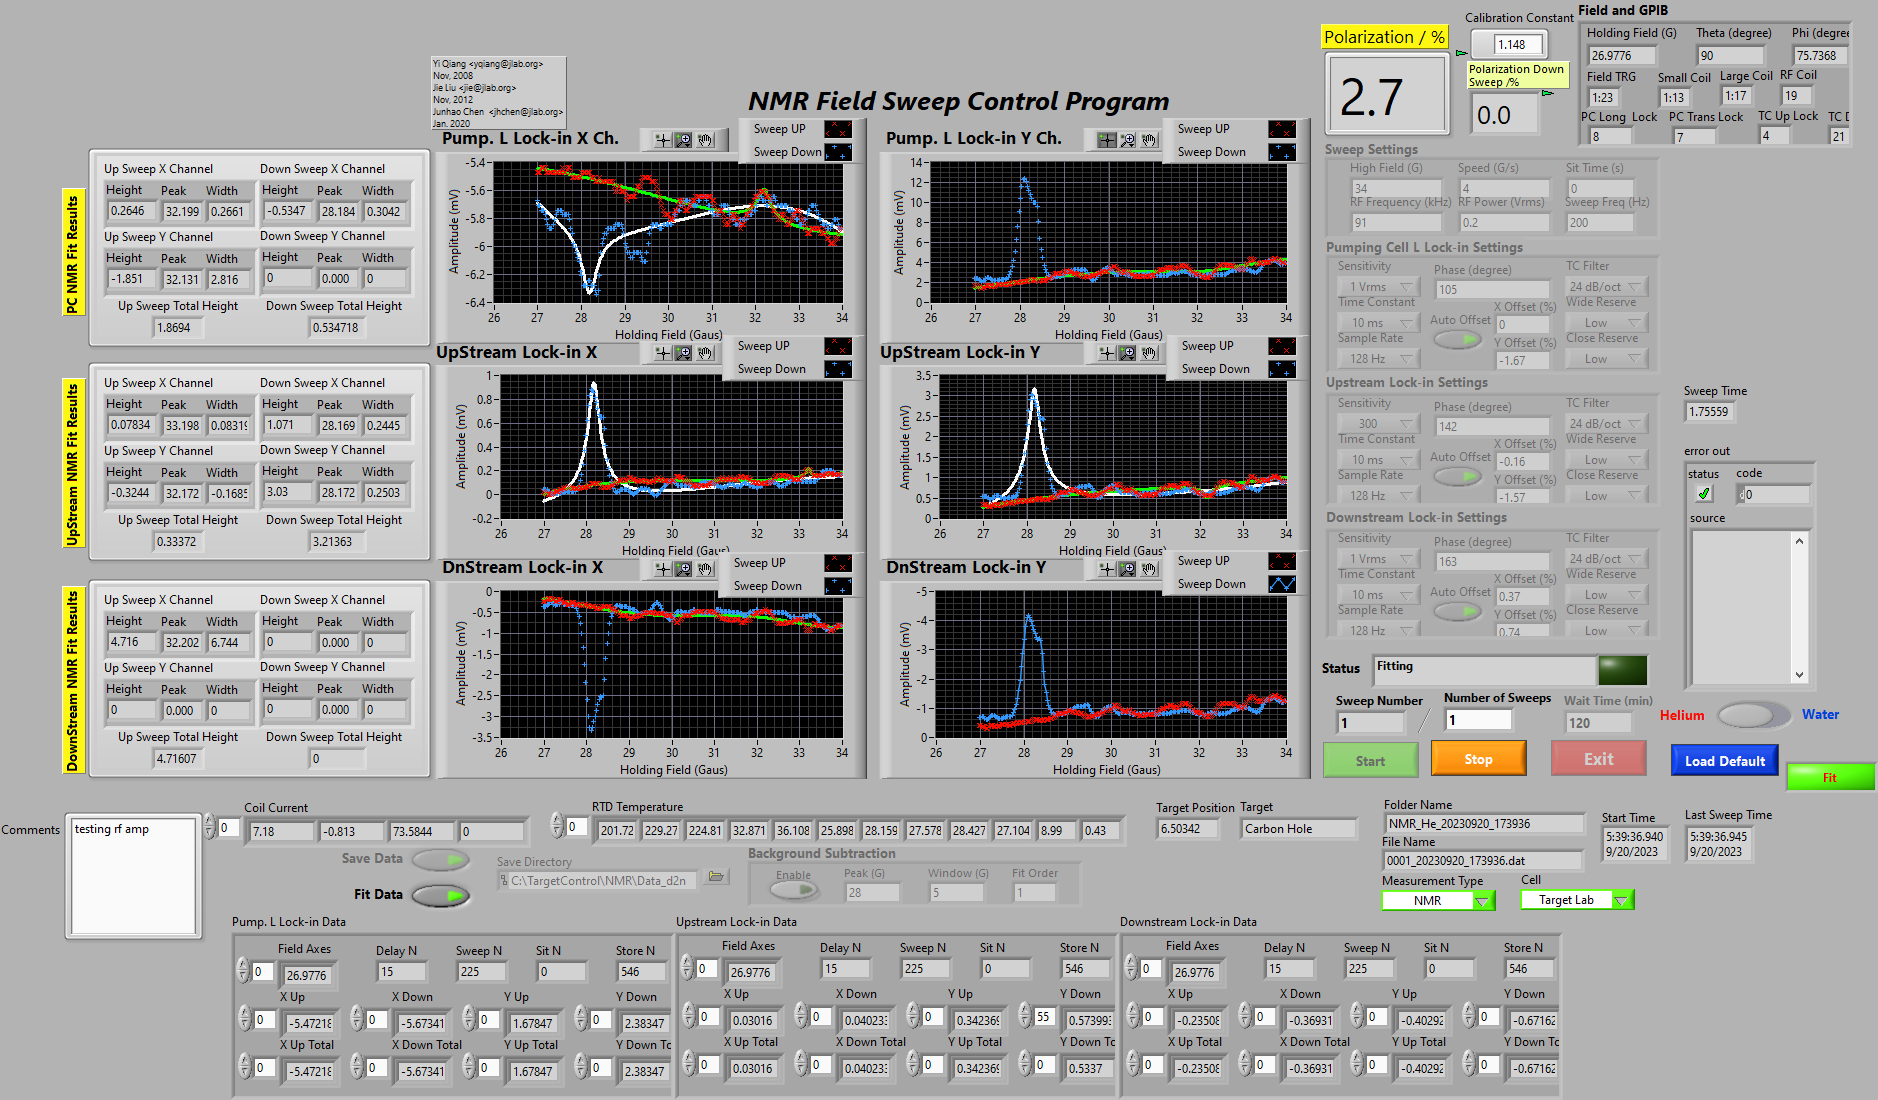 Yi Qiang <yqiang@jlab.org>
Nov, 2008
Jie Liu <jie@jlab.org>
Nov, 2012
Junhao Chen <jhchen@jlab.org>
Jan. 2020
NMR Field Sweep Control Program
Polarization / %
2.7
Calibration Constant
1.148
Polarization Down
Sweep /%
0.0
Field and GPIB
Holding Field (G) Theta (degree) Phi (degree
26.9776 90 75.7368
Field TRG Small Coil Large Coil RF Coil
1:23 1:13 1:17 19
PC Long Lock PC Trans Lock TC Up Lock TC D
8 7 4 21
PC NMR Fit Results
Up Sweep X Channel Down Sweep X Channel
Height Peak Width Height Peak Width
0.2646 32.199 0.2661 -0.5347 28.184 0.3042
Up Sweep Y Channel Down Sweep Y Channel
Height Peak Width Height Peak Width
-1.851 32.131 2.816 0 0.000 0
Up Sweep Total Height Down Sweep Total Height
1.8694 0.534718
Pump. L Lock-in X Ch.
Sweep UP
Sweep Down
Amplitude (mV)
-5.4
-5.6
-5.8
-6
-6.2
-6.4
26 27 28 29 30 31 32 33 34
Holding Field (Gaus)
Pump. L Lock-in Y Ch.
Sweep UP
Sweep Down
Amplitude (mV)
14
12
10
8
6
4
2
0
26 27 28 29 30 31 32 33 34
Holding Field (Gaus)
UpStream NMR Fit Results
Up Sweep X Channel Down Sweep X Channel
Height Peak Width Height Peak Width
0.07834 33.198 0.08319 1.071 28.169 0.2445
Up Sweep Y Channel Down Sweep Y Channel
Height Peak Width Height Peak Width
-0.3244 32.172 -0.1685 3.03 28.172 0.2503
Up Sweep Total Height Down Sweep Total Height
0.33372 3.21363
UpStream Lock-in X
Sweep UP
Sweep Down
Amplitude (mV)
1
0.8
0.6
0.4
0.2
0
-0.2
26 27 28 29 30 31 32 33 34
Holding Field (Gaus)
UpStream Lock-in Y
Sweep UP
Sweep Down
Amplitude (mV)
3.5
3
2.5
2
1.5
1
0.5
0
26 27 28 29 30 31 32 33 34
Holding Field (Gaus)
DownStream NMR Fit Results
Up Sweep X Channel Down Sweep X Channel
Height Peak Width Height Peak Width
4.716 32.202 6.744 0 0.000 0
Up Sweep Y Channel Down Sweep Y Channel
Height Peak Width Height Peak Width
0 0.000 0 0 0.000 0
Up Sweep Total Height Down Sweep Total Height
4.71607 0
DnStream Lock-in X
Sweep UP
Sweep Down
Amplitude (mV)
0
-0.5
-1
-1.5
-2
-2.5
-3
-3.5
26 27 28 29 30 31 32 33 34
Holding Field (Gaus)
DnStream Lock-in Y
Sweep UP
Sweep Down
Amplitude (mV)
-5
-4
-3
-2
-1
0
26 27 28 29 30 31 32 33 34
Holding Field (Gaus)
Sweep Settings
High Field (G) Speed (G/s) Sit Time (s)
34 4 0
RF Frequency (kHz) RF Power (Vrms) Sweep Freq (Hz)
91 0.2 200
Pumping Cell L Lock-in Settings
Sensitivity Phase (degree) TC Filter
1 Vrms 105 24 dB/oct
Time Constant X Offset (%) Wide Reserve
10 ms Auto Offset 0 Low
Sample Rate Y Offset (%) Close Reserve
128 Hz -1.67 Low
Upstream Lock-in Settings
Sensitivity Phase (degree) TC Filter
300 142 24 dB/oct
Time Constant X Offset (%) Wide Reserve
10 ms Auto Offset -0.16 Low
Sample Rate Y Offset (%) Close Reserve
128 Hz -1.57 Low
Downstream Lock-in Settings
Sensitivity Phase (degree) TC Filter
1 Vrms 163 24 dB/oct
Time Constant X Offset (%) Wide Reserve
10 ms Auto Offset 0.37 Low
Sample Rate Y Offset (%) Close Reserve
128 Hz 0.74 Low
Sweep Time
1.75559
error out
status code
0
source
Status Fitting
Sweep Number Number of Sweeps Wait Time (min)
1 / 1 120
Helium Water
Start Stop Exit Load Default Fit
Comments
testing rf amp
Coil Current
0 7.18 -0.813 73.5844 0
RTD Temperature
0 201.72 229.27 224.81 32.871 36.108 25.898 28.159 27.578 28.427 27.104 8.99 0.43
Target Position Target
6.50342 Carbon Hole
Folder Name
NMR_He_20230920_173936
File Name
0001_20230920_173936.dat
Start Time
5:39:36.940
9/20/2023
Last Sweep Time
5:39:36.945
9/20/2023
Measurement Type Cell
NMR Target Lab
Save Data
Fit Data
Save Directory
C:\TargetControl\NMR\Data_d2n
Background Subtraction
Enable Peak (G) Window (G) Fit Order
28 5 1
Pump. L Lock-in Data
Field Axes Delay N Sweep N Sit N Store N
0 26.9776 15 225 0 546
X Up X Down Y Up Y Down
0 -5.47218 0 -5.67341 0 1.67847 0 2.38347
X Up Total X Down Total Y Up Total Y Down To
0 -5.47218 0 -5.67341 0 1.67847 0 2.38347
Upstream Lock-in Data
Field Axes Delay N Sweep N Sit N Store N
0 26.9776 15 225 0 546
X Up X Down Y Up Y Down
0 0.03016 0 0.040233 0 0.342369 55 0.573993
X Up Total X Down Total Y Up Total Y Down To
0 0.03016 0 0.040233 0 0.342369 0 0.5337
Downstream Lock-in Data
Field Axes Delay N Sweep N Sit N Store N
0 26.9776 15 225 0 546
X Up X Down Y Up Y Down
0 -0.23508 0 -0.36931 0 -0.40292 0 -0.67162
X Up Total X Down Total Y Up Total Y Down To
0 -0.23508 0 -0.36931 0 -0.40292 0 -0.67162